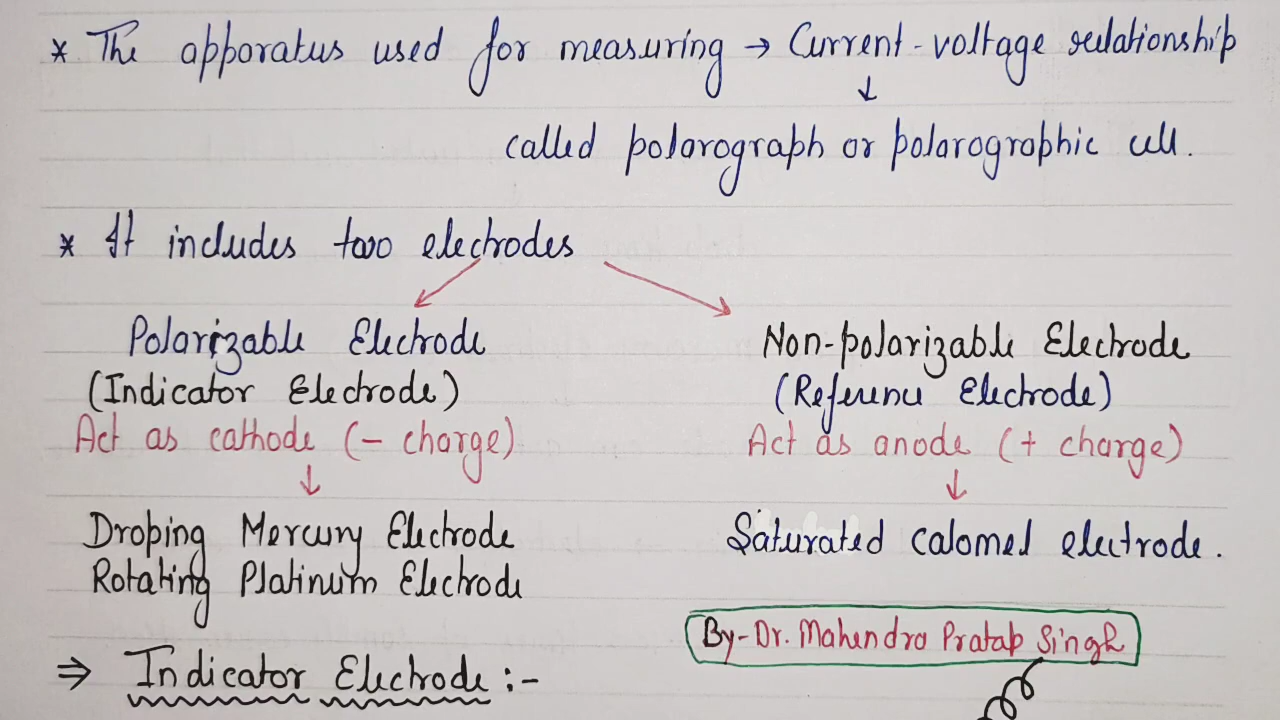 * The apparatus used for measuring → Current-voltage relationship
↓
called polarograph or polarographic cell.
* It includes two electrodes
Polarizable Electrode
(Indicator Electrode)
Act as cathode (- charge)
↓
Droping Mercury Electrode
Rotating Platinum Electrode
Non-polarizable Electrode
(Reference Electrode)
Act as anode (+ charge)
↓
Saturated calomel electrode.
By-Dr. Mahendra Pratap Singh
⇒ Indicator Electrode :-